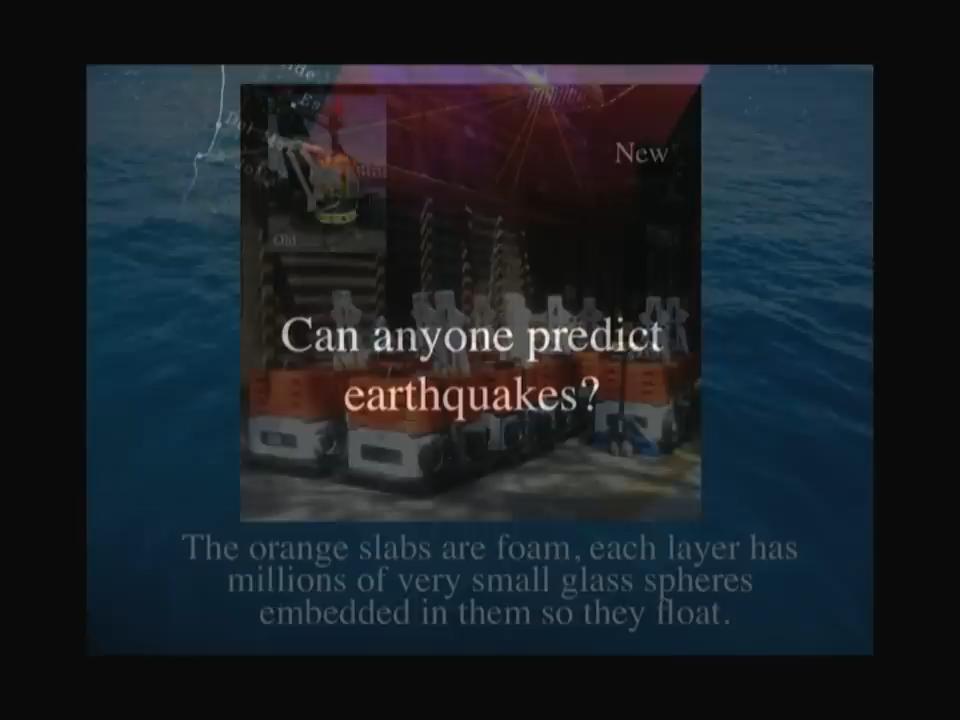 New
Old
Can anyone predict
earthquakes?
The orange slabs are foam, each layer has
millions of very small glass spheres
embedded in them so they float.